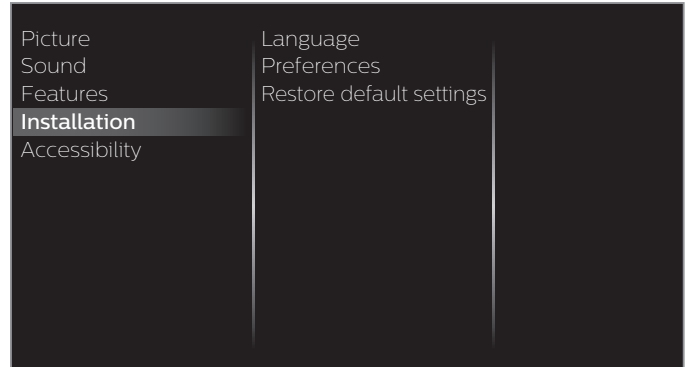 Picture
Sound
Features
Installation
Accessibility
Language
Preferences
Restore default settings